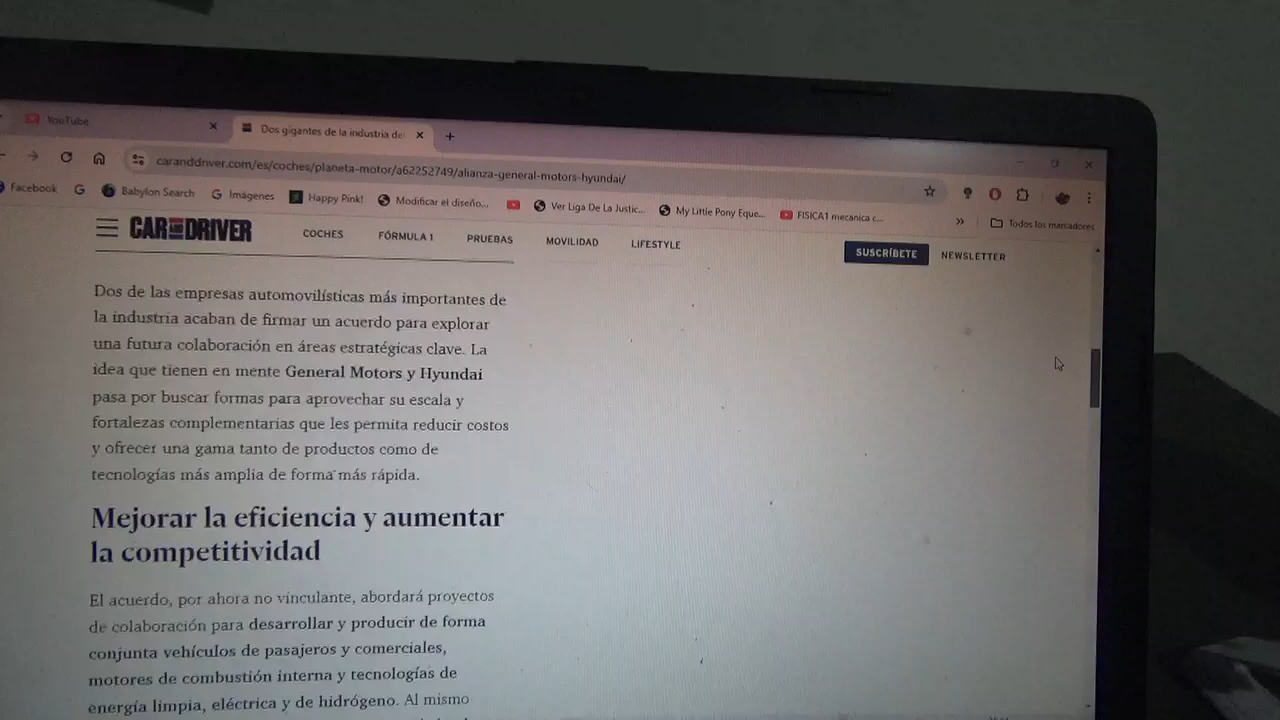 YouTube
Dos gigantes de la industria de
caranddriver.com/es/coches/planeta-motor/a62252749/alianza-general-motors-hyundai/
Facebook
Babylon Search
Imágenes
Happy Pink!
Modificar el diseño...
Ver Liga De La Justic...
My Little Pony Eque...
FISICA1 mecanica c...
Todos los marcadores
CAR AND DRIVER
COCHES
FÓRMULA 1
PRUEBAS
MOVILIDAD
LIFESTYLE
SUSCRÍBETE
NEWSLETTER
Dos de las empresas automovilísticas más importantes de
la industria acaban de firmar un acuerdo para explorar
una futura colaboración en áreas estratégicas clave. La
idea que tienen en mente General Motors y Hyundai
pasa por buscar formas para aprovechar su escala y
fortalezas complementarias que les permita reducir costos
y ofrecer una gama tanto de productos como de
tecnologías más amplia de forma más rápida.
Mejorar la eficiencia y aumentar
la competitividad
El acuerdo, por ahora no vinculante, abordará proyectos
de colaboración para desarrollar y producir de forma
conjunta vehículos de pasajeros y comerciales,
motores de combustión interna y tecnologías de
energía limpia, eléctrica y de hidrógeno. Al mismo